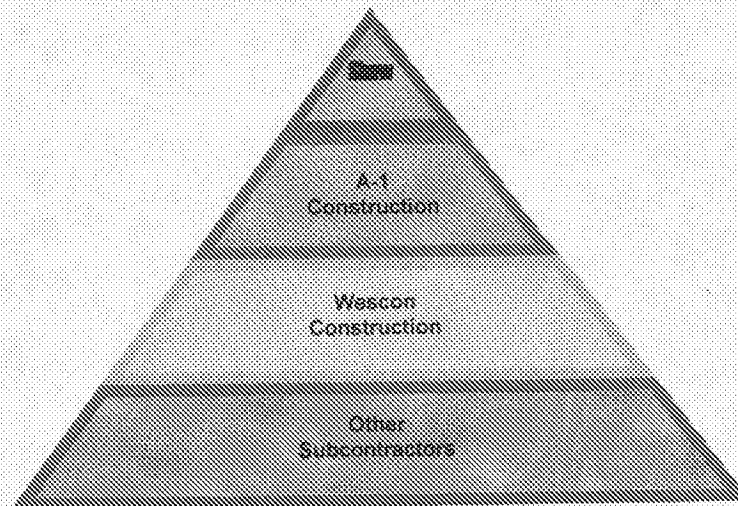 A-1
Construction
Wescon
Construction
Other
Subcontractors